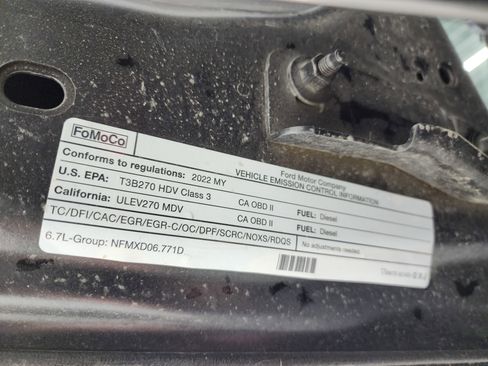 FoMoCo
Ford Motor Company
VEHICLE EMISSION CONTROL INFORMATION
Conforms to regulations: 2022 MY
U.S. EPA: T3B270 HDV Class 3 CA OBD II FUEL: Diesel
California: ULEV270 MDV CA OBD II FUEL: Diesel
TC/DFI/CAC/EGR/EGR-C/OC/DPF/SCRC/NOXS/RDQS No adjustments needed.
6.7L-Group: NFMXD06.771D